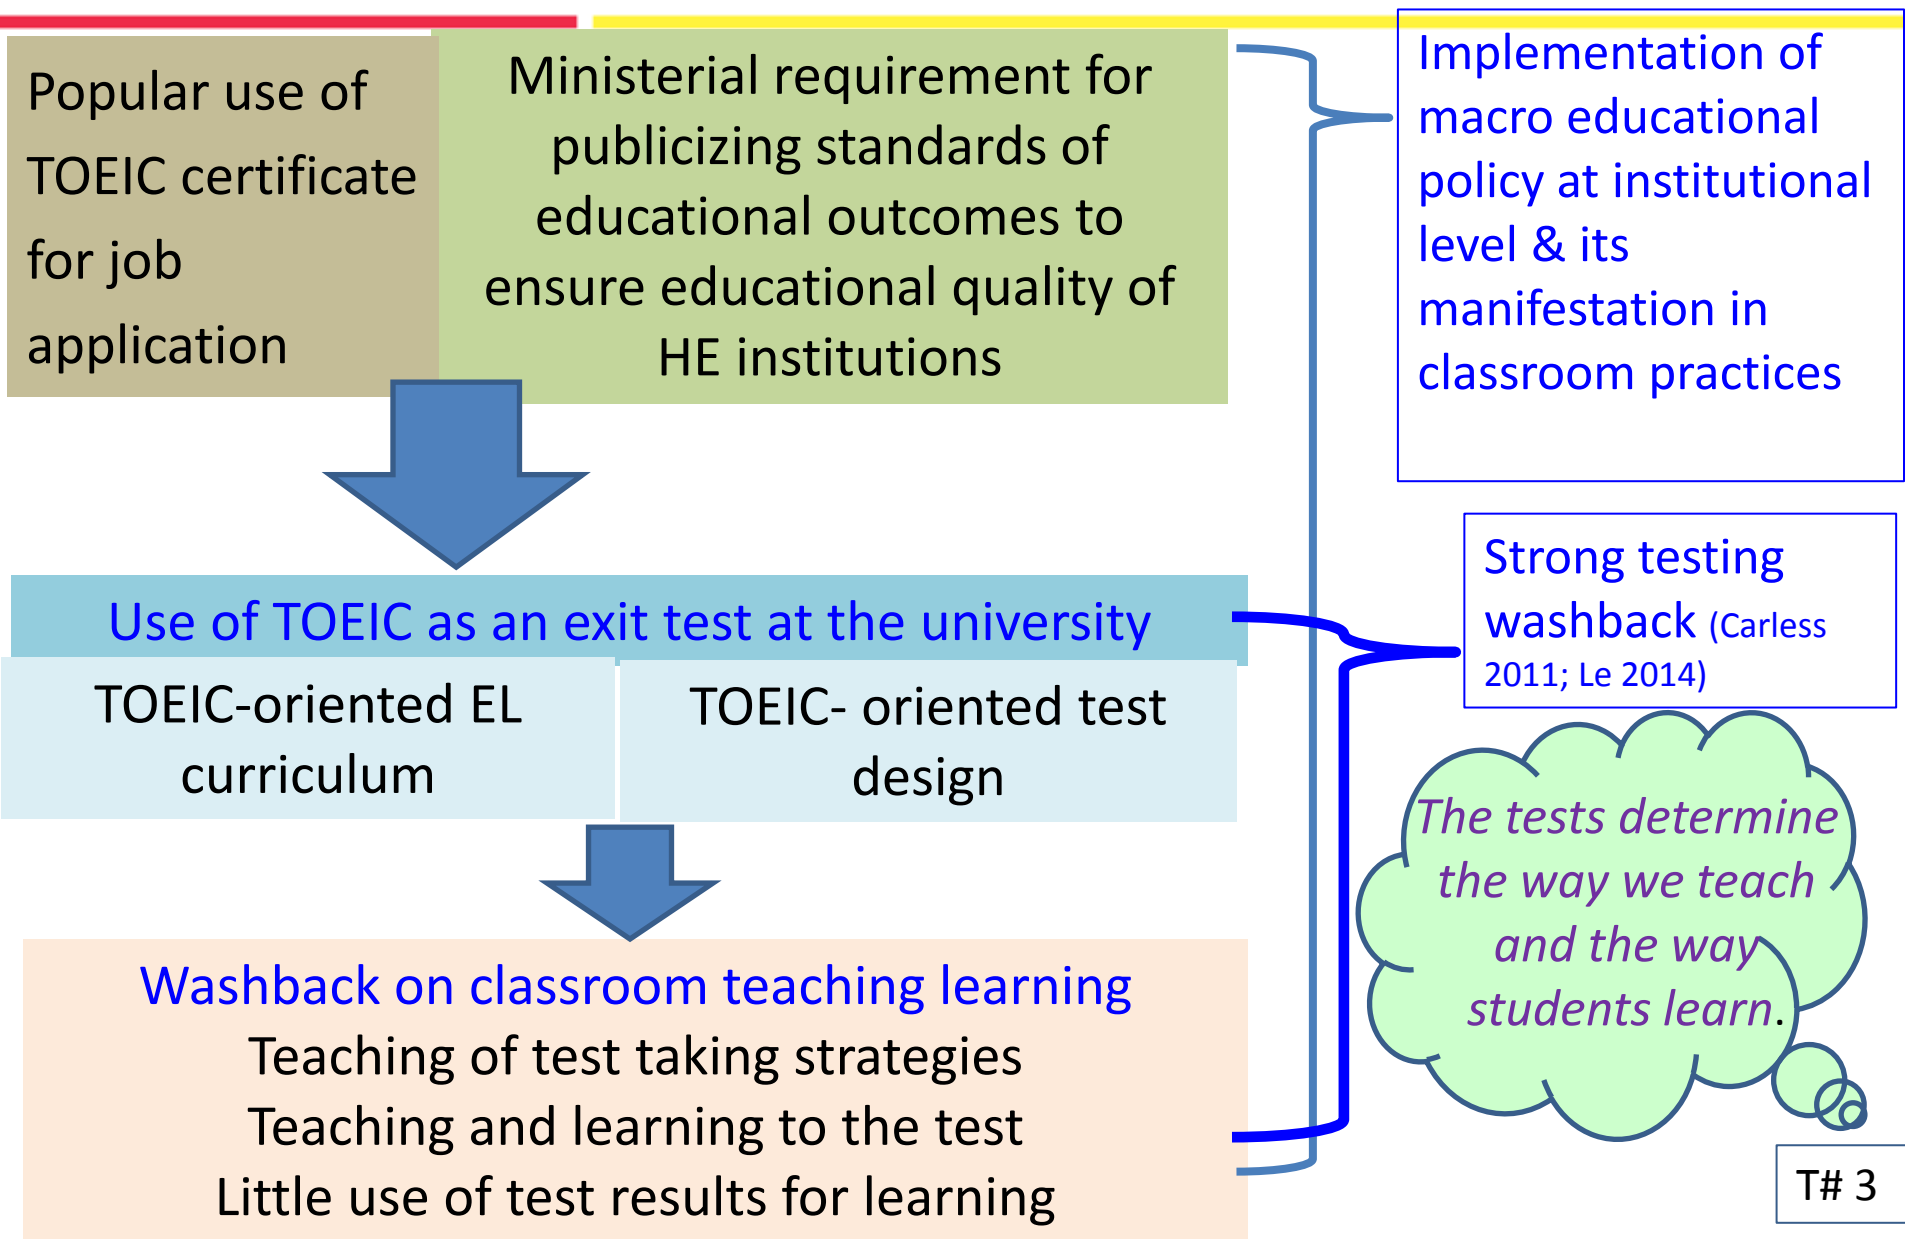 Popular use of
TOEIC certificate
for job
application
Ministerial requirement for
publicizing standards of
educational outcomes to
ensure educational quality of
HE institutions
Implementation of
macro educational
policy at institutional
level & its
manifestation in
classroom practices
Use of TOEIC as an exit test at the university
TOEIC-oriented EL
curriculum
TOEIC- oriented test
design
Strong testing
washback (Carless
2011; Le 2014)
The tests determine
the way we teach
and the way
students learn.
Washback on classroom teaching learning
Teaching of test taking strategies
Teaching and learning to the test
Little use of test results for learning
T# 3